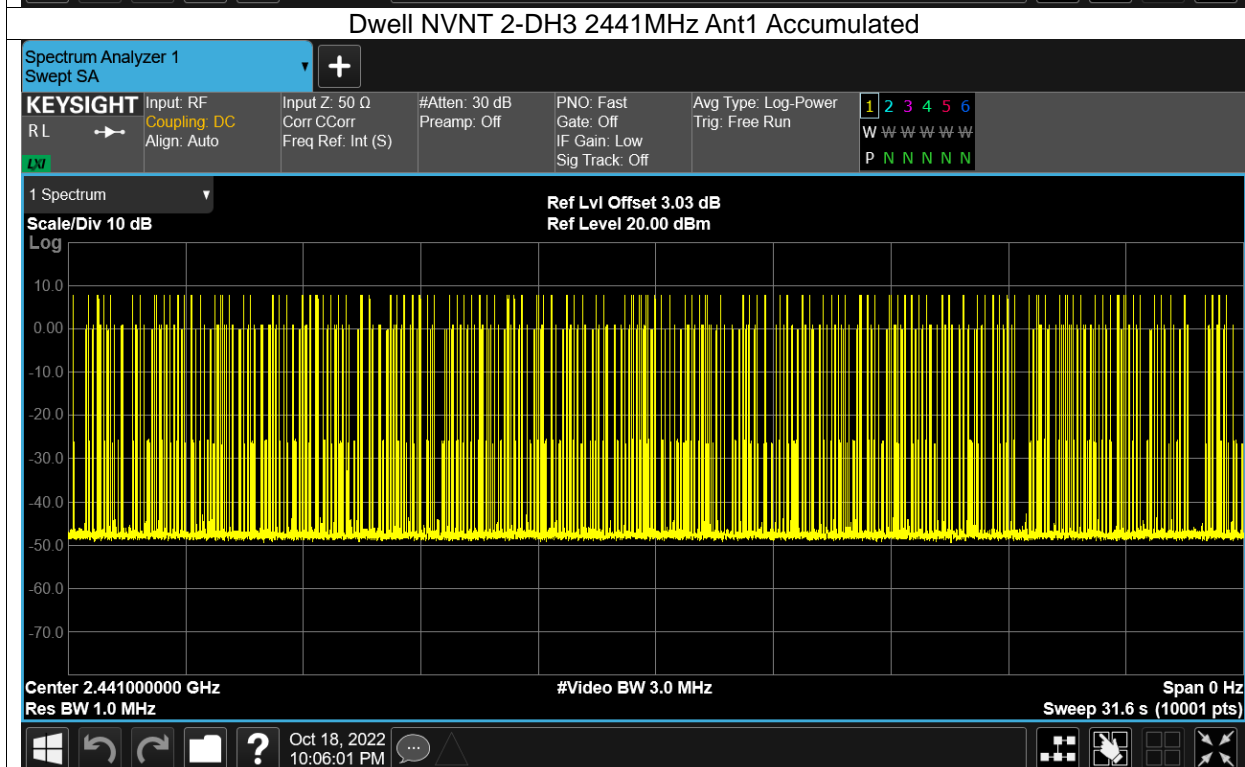 Dwell NVNT 2-DH3 2441MHz Ant1 Accumulated
Spectrum Analyzer 1
Swept SA
KEYSIGHT Input: RF Input Z: 50 Ω #Atten: 30 dB PNO: Fast Avg Type: Log-Power 1 2 3 4 5 6
R L Coupling: DC Corr CCorr Preamp: Off Gate: Off Trig: Free Run W W W W W W
Align: Auto Freq Ref: Int (S) IF Gain: Low
LXI Sig Track: Off P N N N N N
1 Spectrum
Ref Lvl Offset 3.03 dB
Scale/Div 10 dB Ref Level 20.00 dBm
Log
10.0
0.00
-10.0
-20.0
-30.0
-40.0
-50.0
-60.0
-70.0
Center 2.441000000 GHz #Video BW 3.0 MHz Span 0 Hz
Res BW 1.0 MHz Sweep 31.6 s (10001 pts)
? Oct 18, 2022
10:06:01 PM